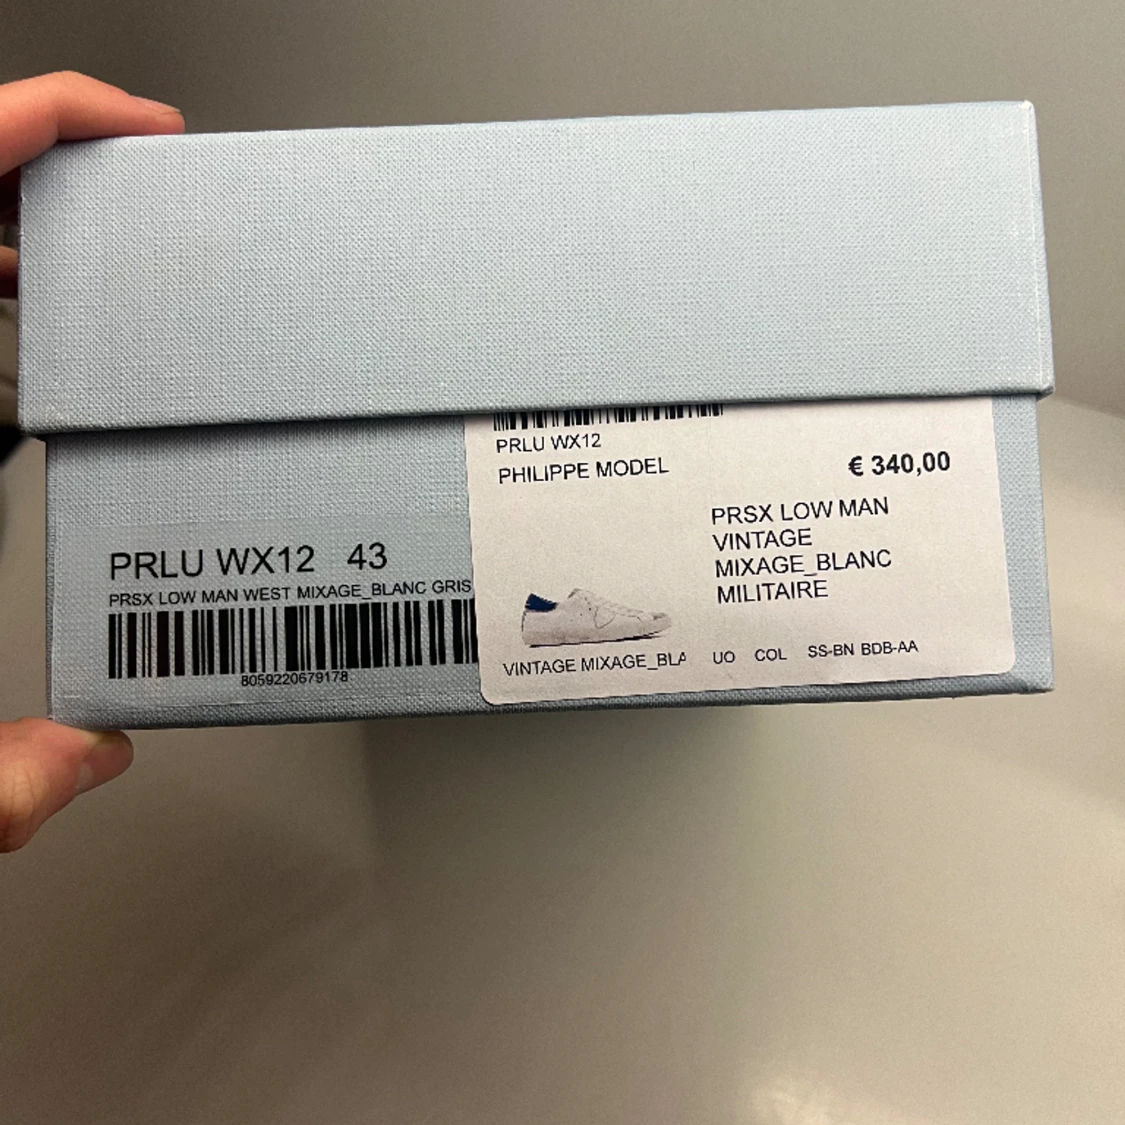 PRLU WX12 43
PRSX LOW MAN WEST MIXAGE_BLANC GRIS
8059220679178
PRLU WX12
PHILIPPE MODEL
€ 340,00
PRSX LOW MAN
VINTAGE
MIXAGE_BLANC
MILITAIRE
VINTAGE MIXAGE_BLA
UO COL SS-BN BDB-AA